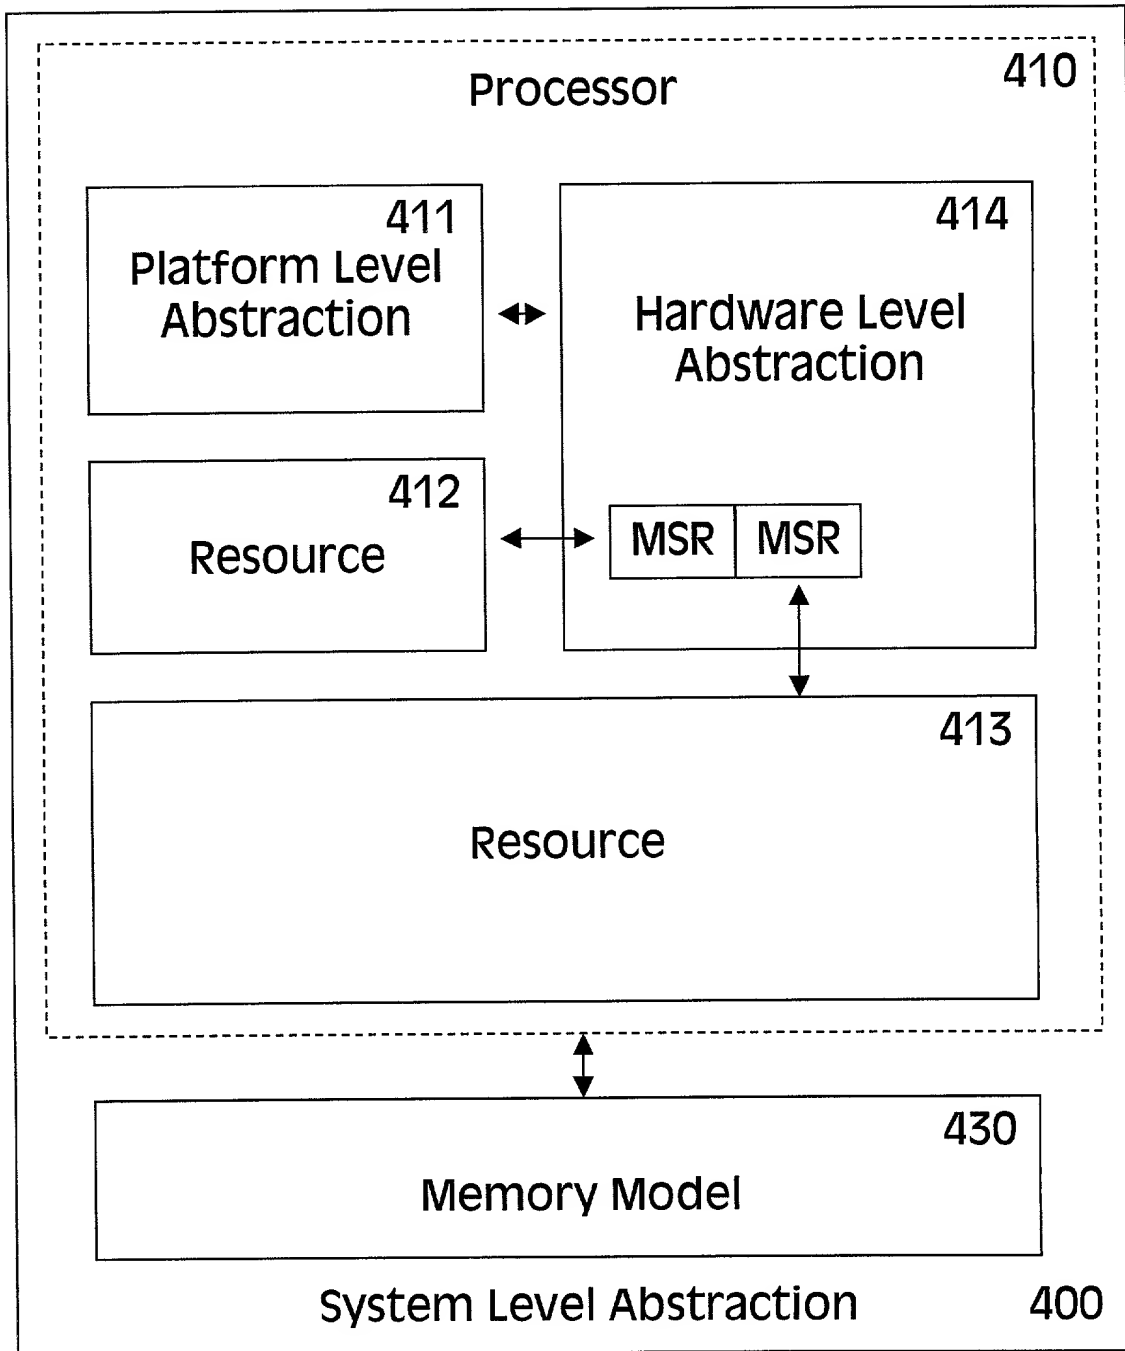 410
Processor
411
Platform Level
Abstraction
414
Hardware Level
Abstraction
412
Resource
MSR MSR
413
Resource
430
Memory Model
System Level Abstraction 400